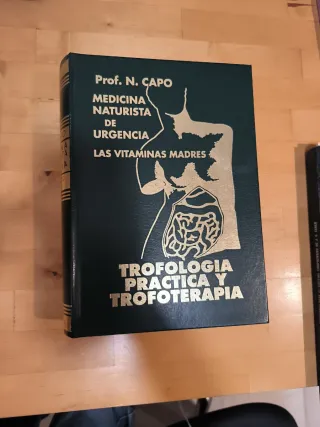 Prof. N. CAPO
MEDICINA
NATURISTA
DE
URGENCIA
LAS VITAMINAS MADRES
TROFOLOGIA
PRACTICA Y
TROFOTERAPIA